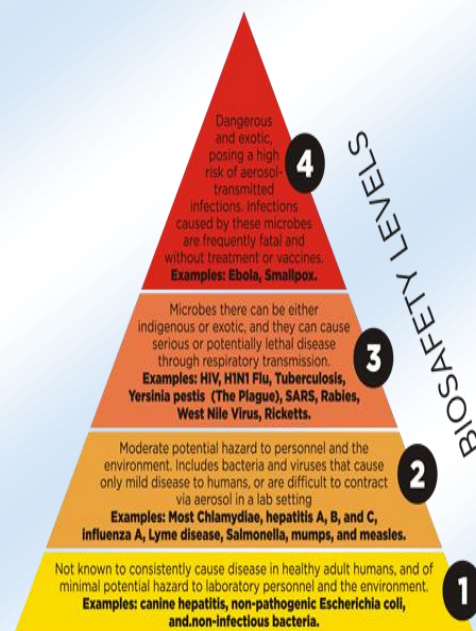 Dangerous
and exotic,
posing a high
risk of aerosol-
transmitted
infections. Infections
caused by these microbes
are frequently fatal and
without treatment or vaccines.
Examples: Ebola, Smallpox.
4
BIOSAFETY LEVELS
Microbes there can be either
indigenous or exotic, and they can cause
serious or potentially lethal disease
through respiratory transmission.
Examples: HIV, H1N1 Flu, Tuberculosis,
Yersinia pestis (The Plague), SARS, Rabies,
West Nile Virus, Ricketts.
3
Moderate potential hazard to personnel and the
environment. Includes bacteria and viruses that cause
only mild disease to humans, or are difficult to contract
via aerosol in a lab setting
Examples: Most Chlamydiae, hepatitis A, B, and C,
influenza A, Lyme disease, Salmonella, mumps, and measles.
2
Not known to consistently cause disease in healthy adult humans, and of
minimal potential hazard to laboratory personnel and the environment.
Examples: canine hepatitis, non-pathogenic Escherichia coli,
and.non-infectious bacteria.
1